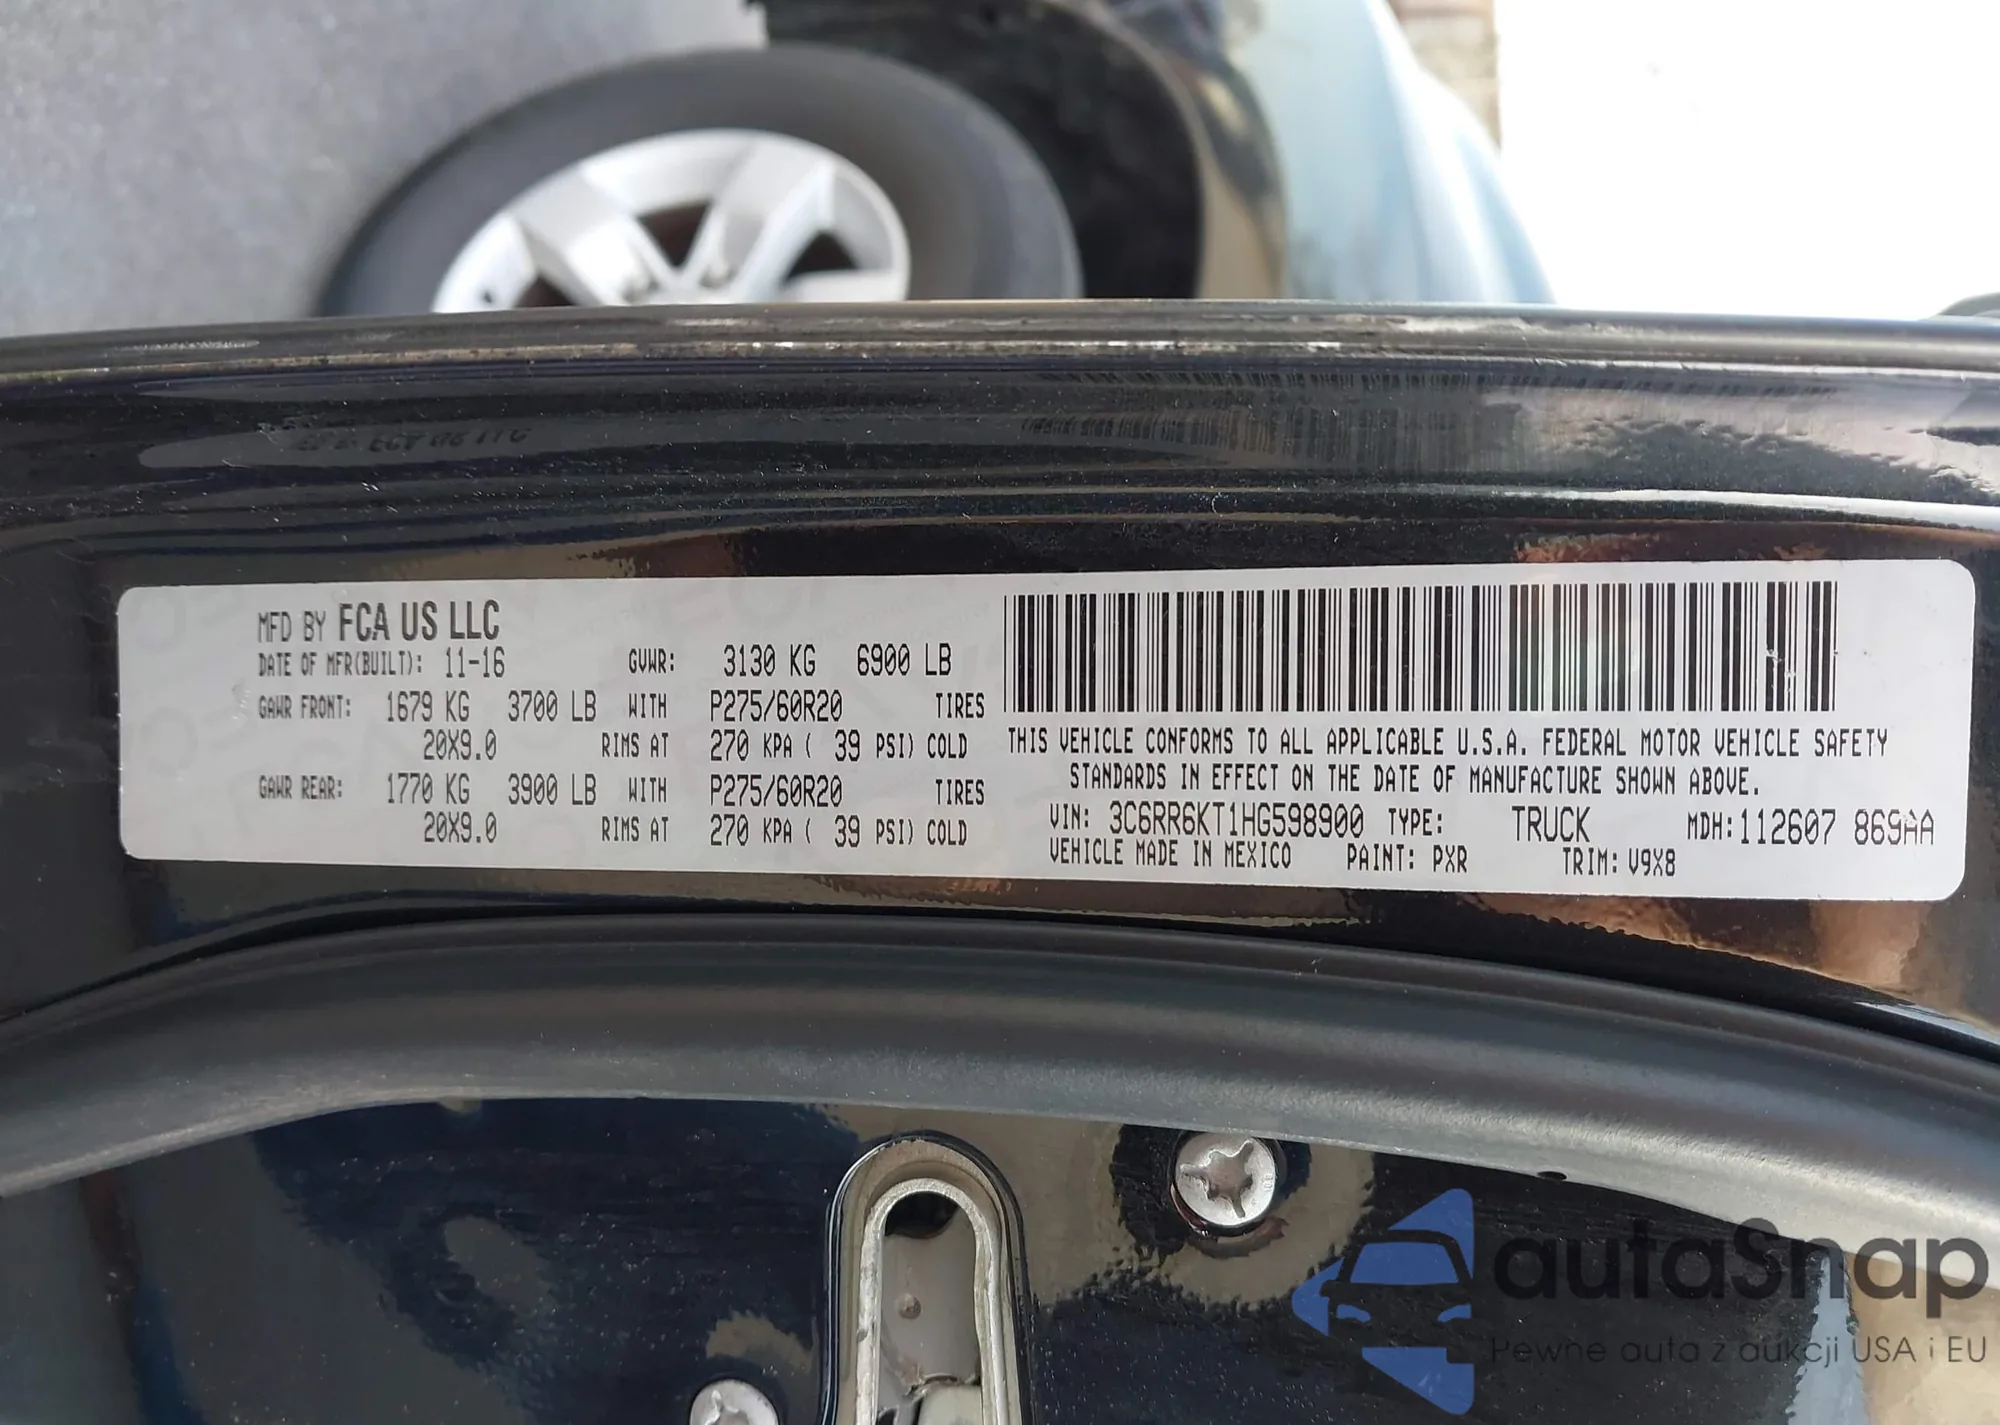 MFD BY FCA US LLC
DATE OF MFR(BUILT): 11-16 GVWR: 3130 KG 6900 LB
GAWR FRONT: 1679 KG 3700 LB WITH P275/60R20 TIRES
20X9.0 RIMS AT 270 KPA ( 39 PSI) COLD
GAWR REAR: 1770 KG 3900 LB WITH P275/60R20 TIRES
20X9.0 RIMS AT 270 KPA ( 39 PSI) COLD
THIS VEHICLE CONFORMS TO ALL APPLICABLE U.S.A. FEDERAL MOTOR VEHICLE SAFETY
STANDARDS IN EFFECT ON THE DATE OF MANUFACTURE SHOWN ABOVE.
VIN: 3C6RR6KT1HG598900 TYPE: TRUCK MDH: 112607 869AA
VEHICLE MADE IN MEXICO PAINT: PXR TRIM: V9X8
autaSnap
Pewne auta z aukcji USA i EU